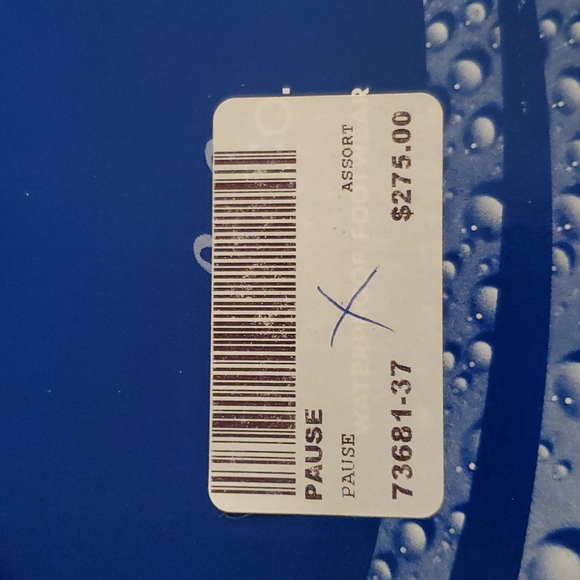 PAUSE
PAUSE ASSORT
WATERPROOF FOOTWEAR
73681-37 $275.00